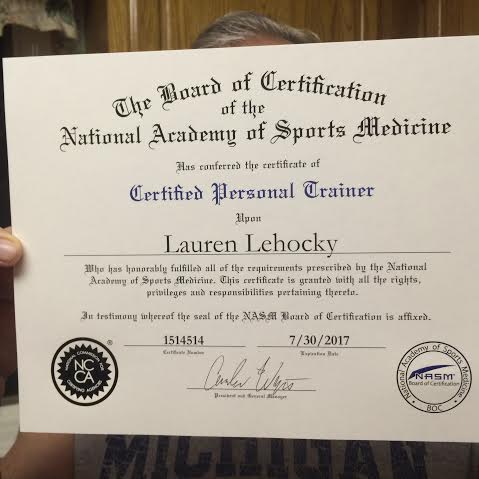 The Board of Certification
of the
National Academy of Sports Medicine
Has conferred the certificate of
Certified Personal Trainer
Upon
Lauren Lehocky
Who has honorably fulfilled all of the requirements prescribed by the National
Academy of Sports Medicine. This certificate is granted with all the rights,
privileges and responsibilities pertaining thereto.
In testimony whereof the seal of the NASM Board of Certification is affixed.
1514514 7/30/2017
Certificate Number Expiration Date
President and General Manager
NC
CA
®
National Academy of Sports Medicine
NASM
Board of Certification
BOC
MICHIGAN